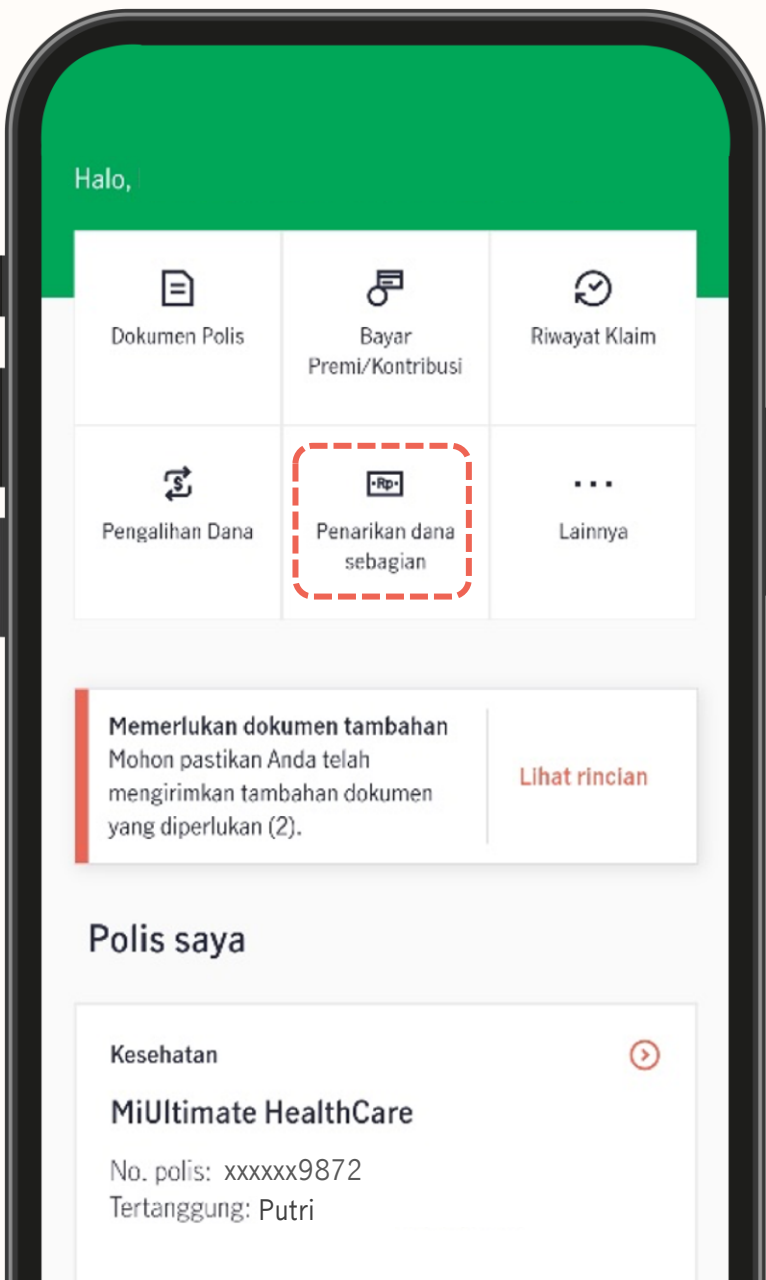 Halo,
Dokumen Polis
Bayar
Premi/Kontribusi
Riwayat Klaim
Pengalihan Dana
Rp
Penarikan dana
sebagian
Lainnya
Memerlukan dokumen tambahan
Mohon pastikan Anda telah
mengirimkan tambahan dokumen
yang diperlukan (2).
Lihat rincian
Polis saya
Kesehatan
MiUltimate HealthCare
No. polis: xxxxxx9872
Tertanggung: Putri